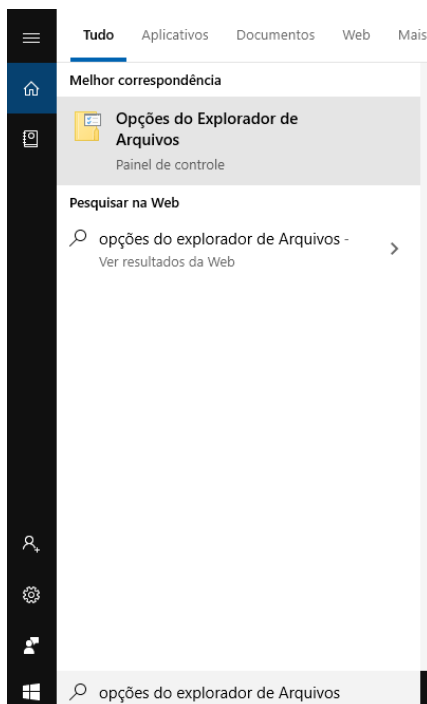 Tudo Aplicativos Documentos Web Mais
Melhor correspondência
Opções do Explorador de
Arquivos
Painel de controle
Pesquisar na Web
opções do explorador de Arquivos -
Ver resultados da Web
opções do explorador de Arquivos